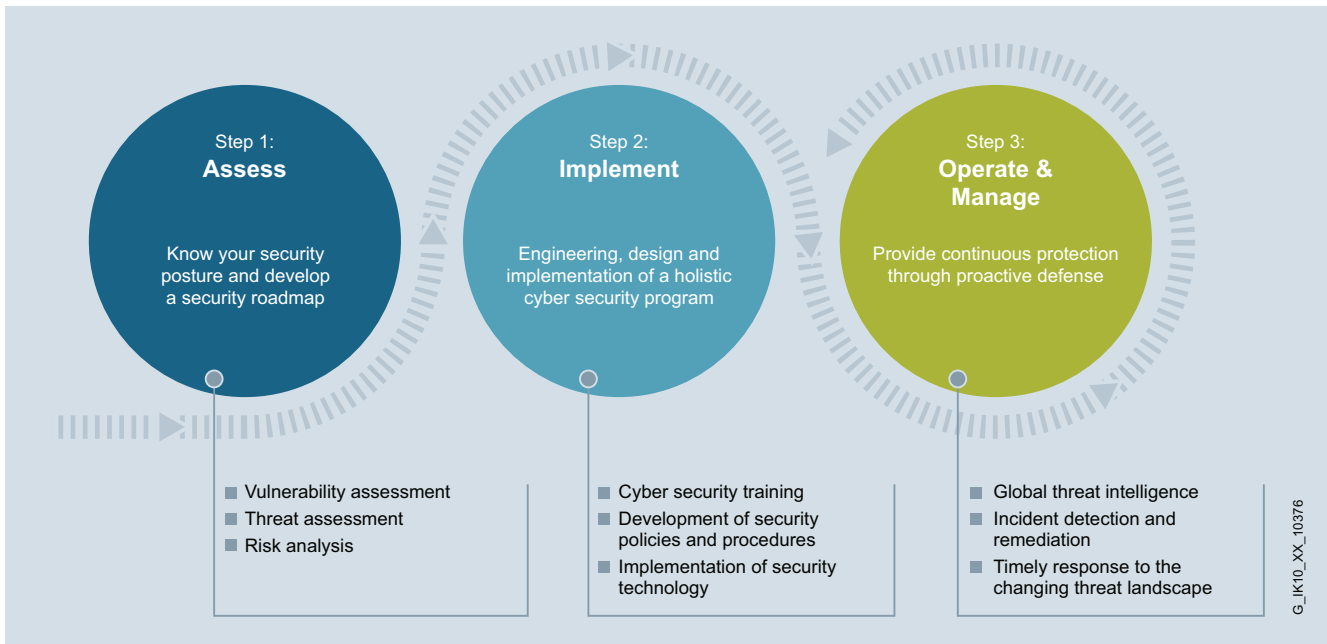 Step 1:
Assess
Know your security
posture and develop
a security roadmap
Step 2:
Implement
Engineering, design and
implementation of a holistic
cyber security program
Step 3:
Operate &
Manage
Provide continuous protection
through proactive defense
Vulnerability assessment
Threat assessment
Risk analysis
Cyber security training
Development of security
policies and procedures
Implementation of security
technology
Global threat intelligence
Incident detection and
remediation
Timely response to the
changing threat landscape
G_IK10_XX_10376